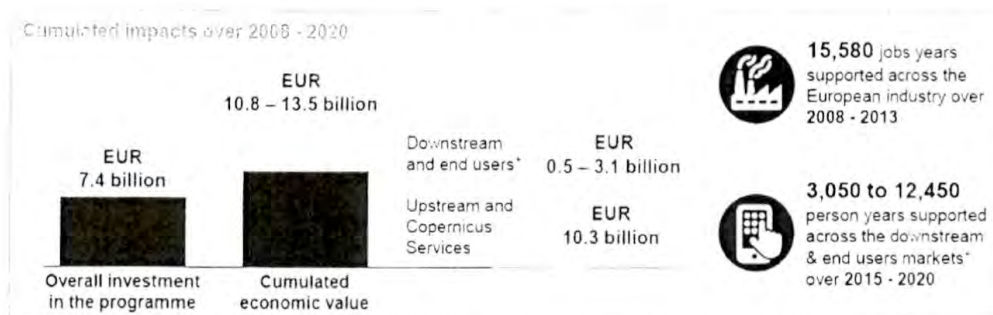 Cumulated impacts over 2008 - 2020
EUR
10.8 – 13.5 billion
EUR
7.4 billion
Overall investment
in the programme
Cumulated
economic value
Downstream
and end users*
EUR
0.5 – 3.1 billion
Upstream and
Copernicus
Services
EUR
10.3 billion
15,580 jobs years
supported across the
European industry over
2008 - 2013
3,050 to 12,450
person years supported
across the downstream
& end users markets*
over 2015 - 2020